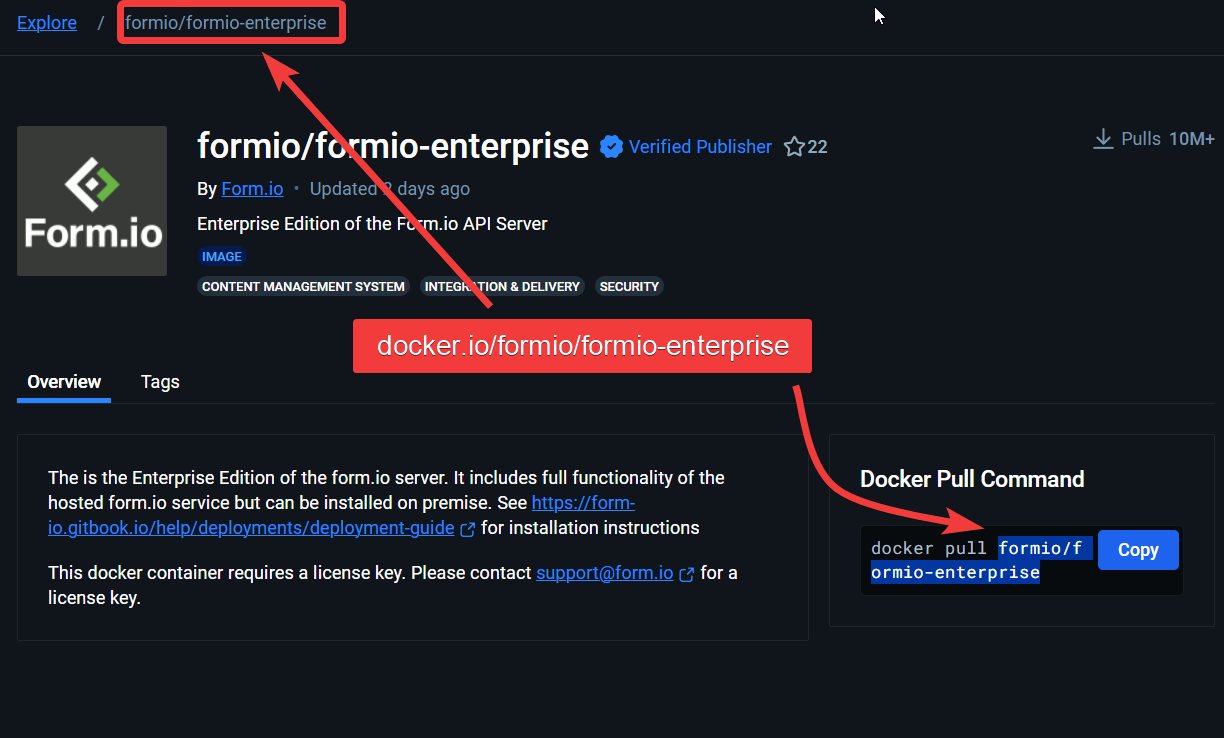 Explore / formio/formio-enterprise
Form.io
formio/formio-enterprise Verified Publisher 22
Pulls 10M+
By Form.io • Updated 2 days ago
Enterprise Edition of the Form.io API Server
IMAGE
CONTENT MANAGEMENT SYSTEM INTEGRATION & DELIVERY SECURITY
docker.io/formio/formio-enterprise
Overview Tags
The is the Enterprise Edition of the form.io server. It includes full functionality of the
hosted form.io service but can be installed on premise. See https://form-
io.gitbook.io/help/deployments/deployment-guide for installation instructions
This docker container requires a license key. Please contact support@form.io for a
license key.
Docker Pull Command
docker pull formio/f
ormio-enterprise
Copy